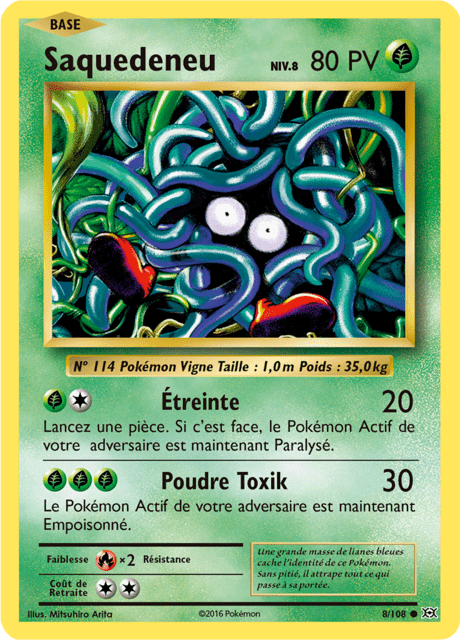 BASE
Saquedeneu NIV.8 80 PV
N° 114 Pokémon Vigne Taille : 1,0 m Poids : 35,0 kg
Étreinte 20
Lancez une pièce. Si c'est face, le Pokémon Actif de
votre adversaire est maintenant Paralysé.
Poudre Toxik 30
Le Pokémon Actif de votre adversaire est maintenant
Empoisonné.
Faiblesse ×2 Résistance
Coût de
Retraite
Une grande masse de lianes bleues
cache l'identité de ce Pokémon.
Sans pitié, il attrape tout ce qui
passe à sa portée.
Illus. Mitsuhiro Arita ©2016 Pokémon 8/108